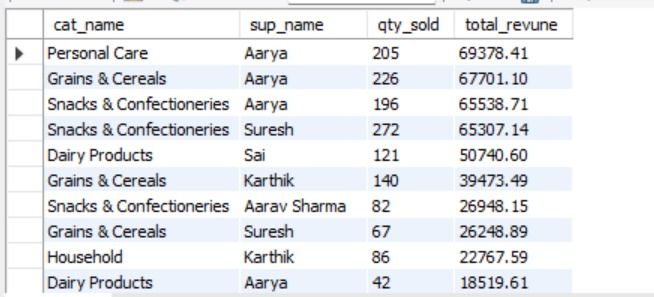 cat_name sup_name qty_sold total_revune
Personal Care Aarya 205 69378.41
Grains & Cereals Aarya 226 67701.10
Snacks & Confectioneries Aarya 196 65538.71
Snacks & Confectioneries Suresh 272 65307.14
Dairy Products Sai 121 50740.60
Grains & Cereals Karthik 140 39473.49
Snacks & Confectioneries Aarav Sharma 82 26948.15
Grains & Cereals Suresh 67 26248.89
Household Karthik 86 22767.59
Dairy Products Aarya 42 18519.61